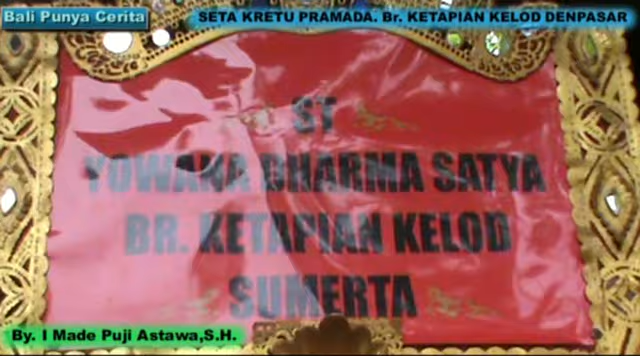 Bali Punya Cerita
SETA KRETU PRAMADA. Br. KETAPIAN KELOD DENPASAR
ST
YOWANA DHARMA SATYA
BR. KETAPIAN KELOD
SUMERTA
By. I Made Puji Astawa,S.H.